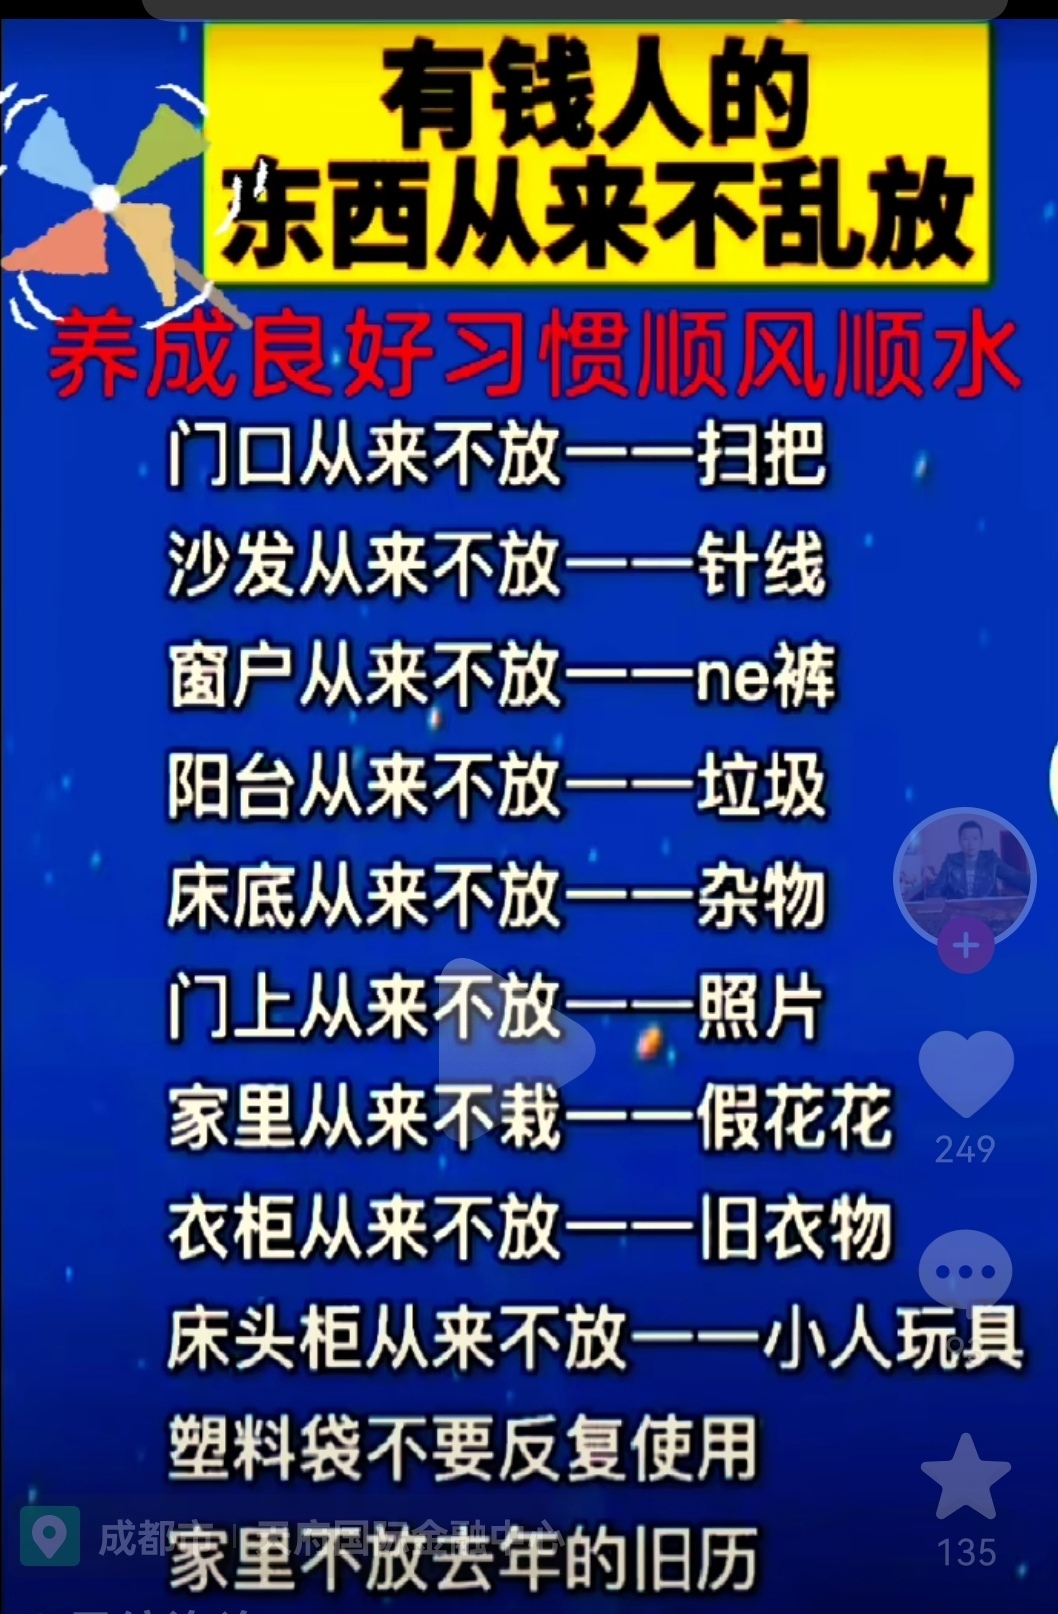 有钱人的
东西从来不乱放
养成良好习惯顺风顺水
门口从来不放——扫把
沙发从来不放——针线
窗户从来不放——ne裤
阳台从来不放——垃圾
床底从来不放——杂物
门上从来不放——照片
家里从来不栽——假花花
249
衣柜从来不放——旧衣物
床头柜从来不放——小人玩具
塑料袋不要反复使用
成都市 | 天府国际金融中心
135
家里不放去年的旧历